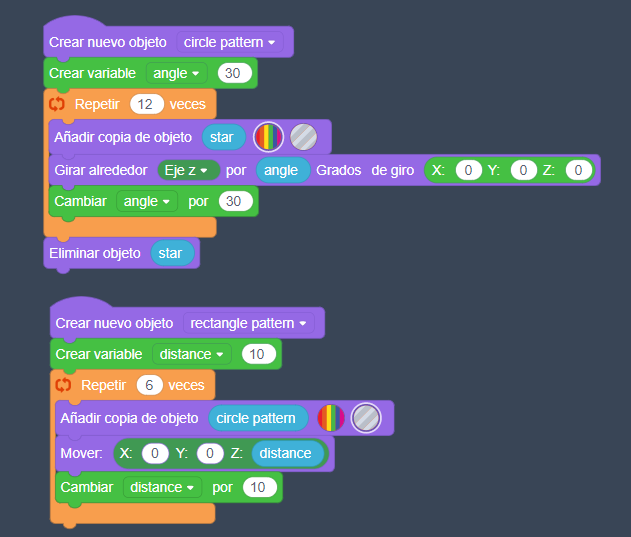 Crear nuevo objeto circle pattern
Crear variable angle 30
Repetir 12 veces
Añadir copia de objeto star
Girar alrededor Eje z por angle Grados de giro X: 0 Y: 0 Z: 0
Cambiar angle por 30
Eliminar objeto star
Crear nuevo objeto rectangle pattern
Crear variable distance 10
Repetir 6 veces
Añadir copia de objeto circle pattern
Mover: X: 0 Y: 0 Z: distance
Cambiar distance por 10